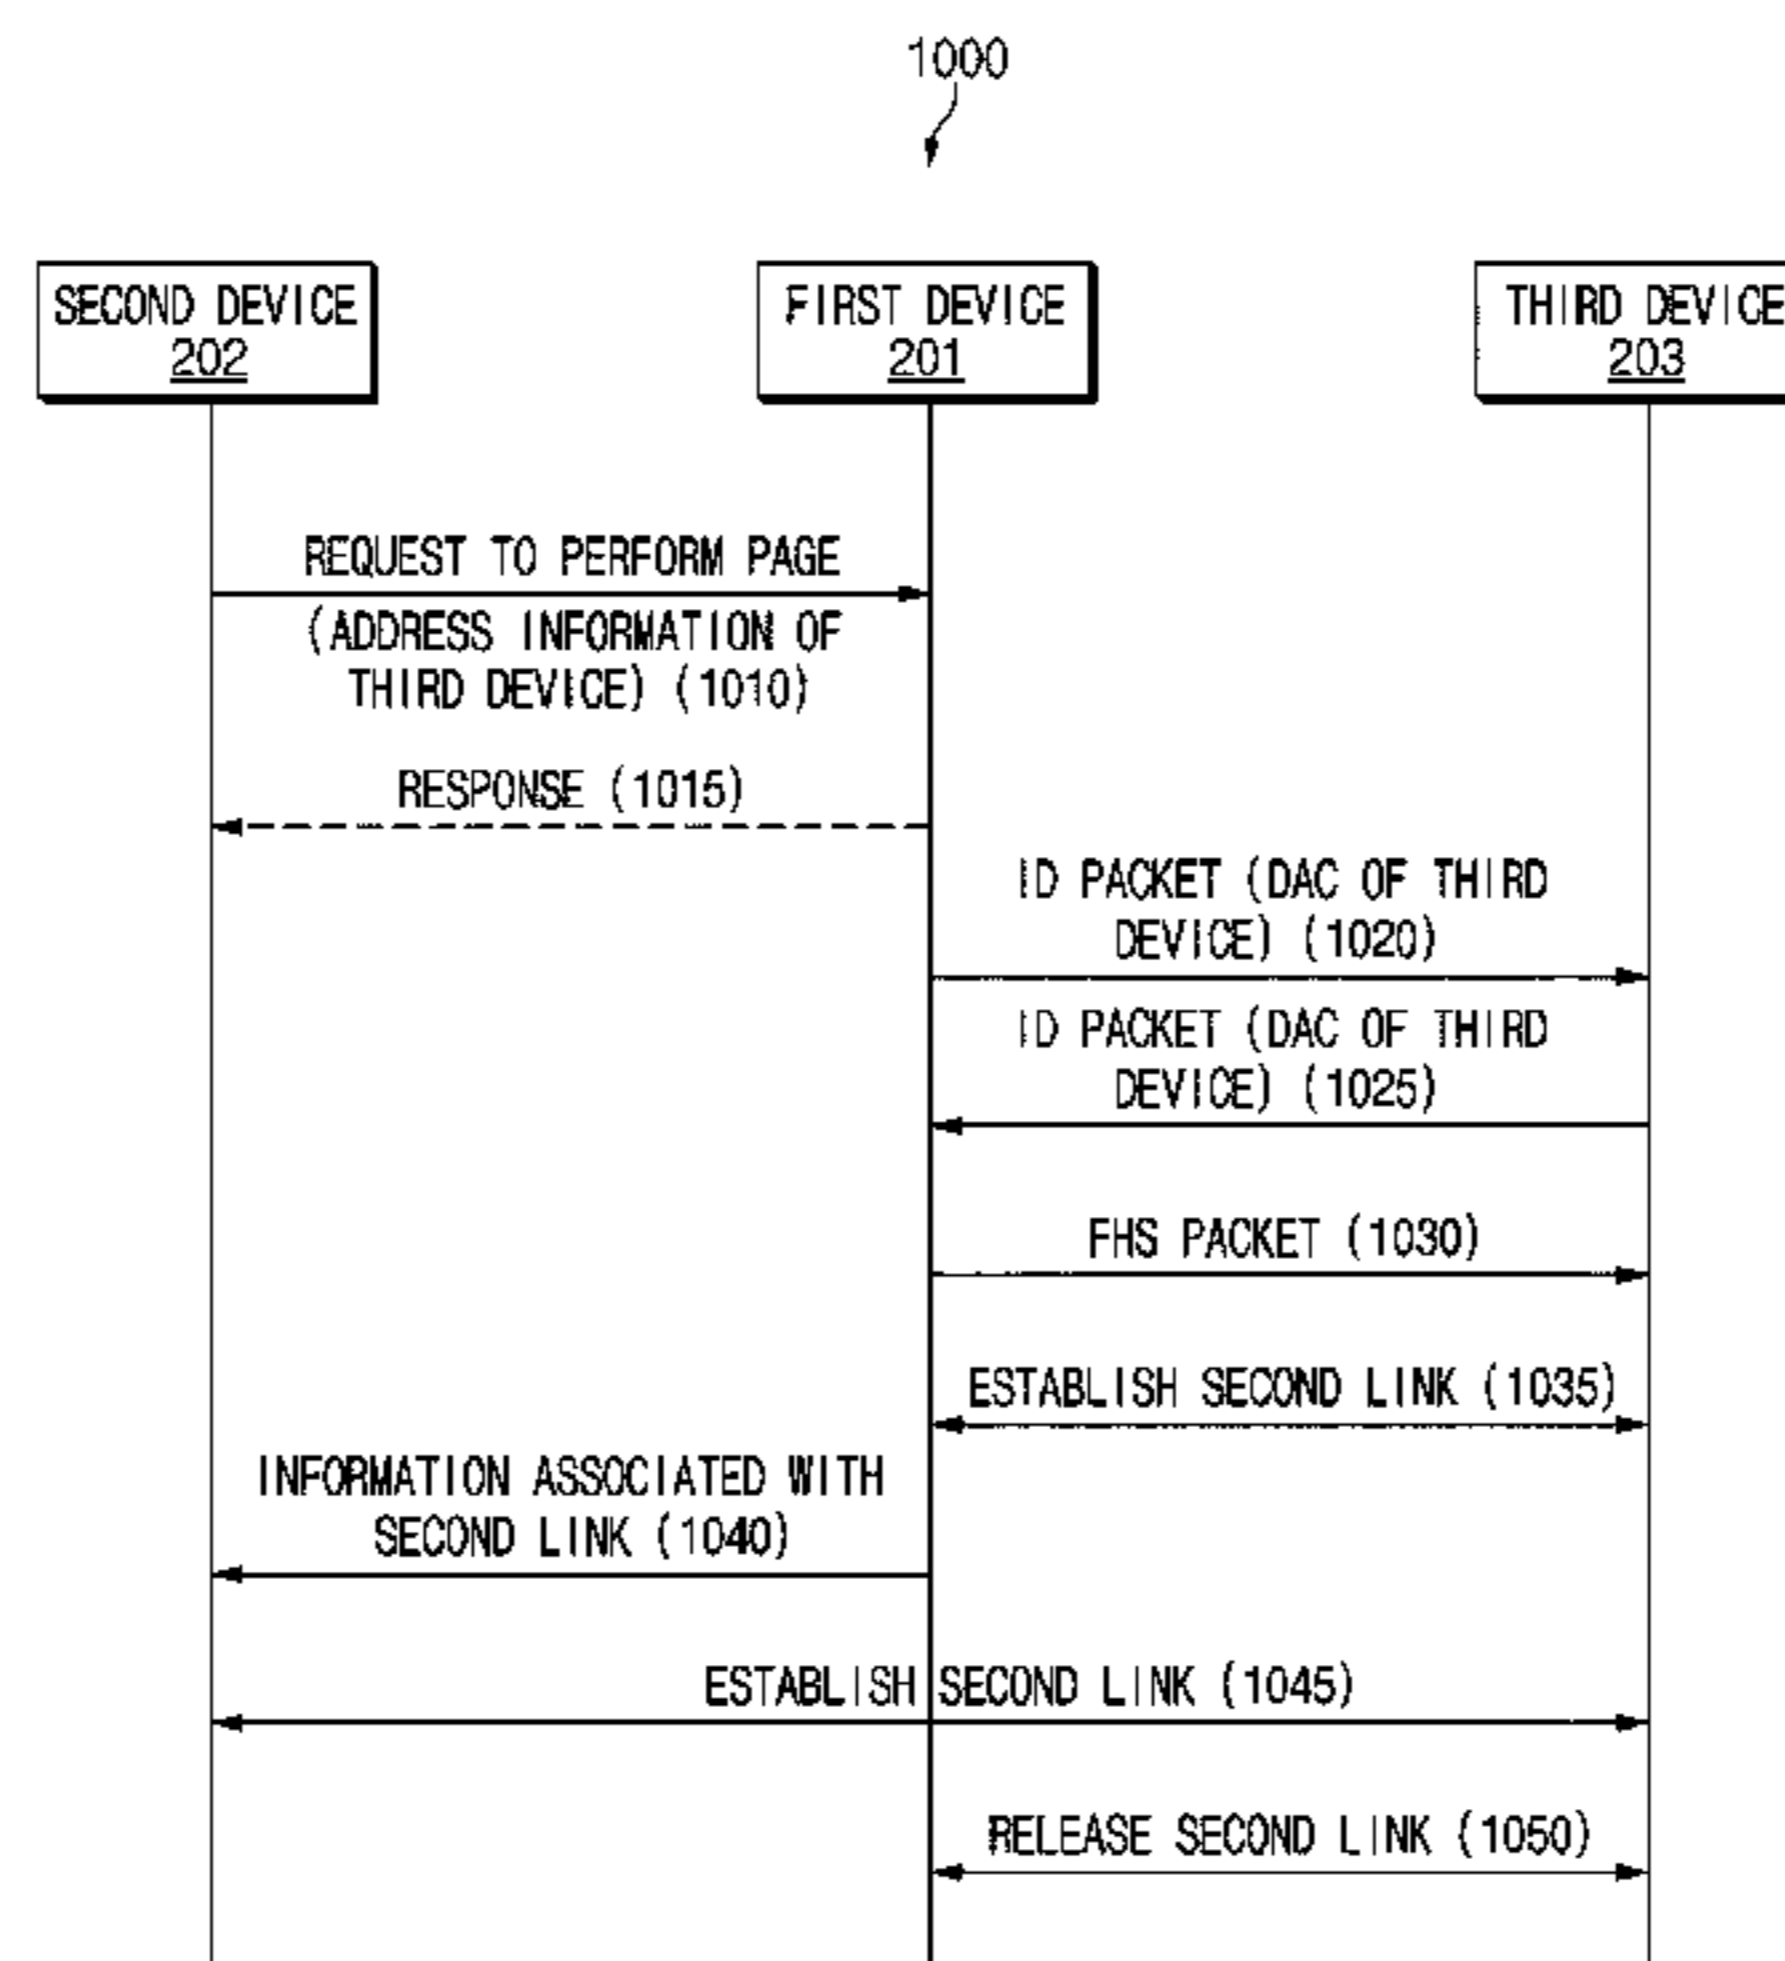 1000
SECOND DEVICE
202
FIRST DEVICE
201
THIRD DEVICE
203
REQUEST TO PERFORM PAGE
(ADDRESS INFORMATION OF
THIRD DEVICE) (1010)
RESPONSE (1015)
ID PACKET (DAC OF THIRD
DEVICE) (1020)
ID PACKET (DAC OF THIRD
DEVICE) (1025)
FHS PACKET (1030)
ESTABLISH SECOND LINK (1035)
INFORMATION ASSOCIATED WITH
SECOND LINK (1040)
ESTABLISH SECOND LINK (1045)
RELEASE SECOND LINK (1050)